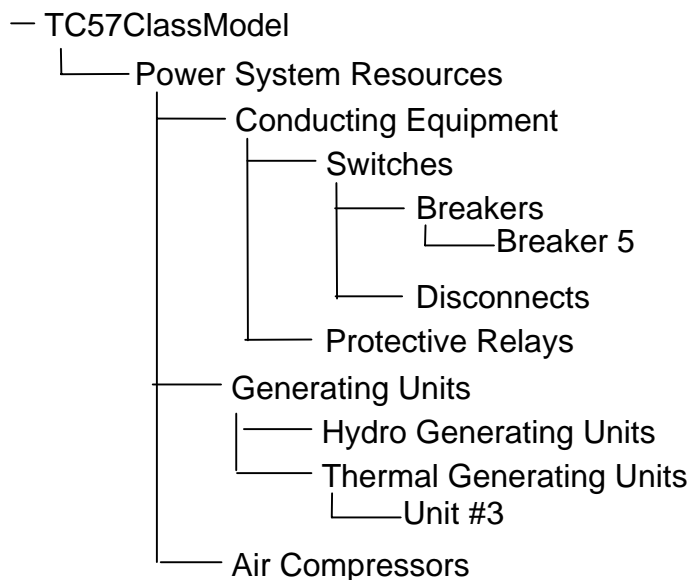 TC57ClassModel
Power System Resources
Conducting Equipment
Switches
Breakers
Breaker 5
Disconnects
Protective Relays
Generating Units
Hydro Generating Units
Thermal Generating Units
Unit #3
Air Compressors